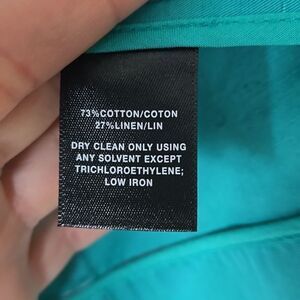 73%COTTON/COTON
27%LINEN/LIN
DRY CLEAN ONLY USING
ANY SOLVENT EXCEPT
TRICHLOROETHYLENE;
LOW IRON